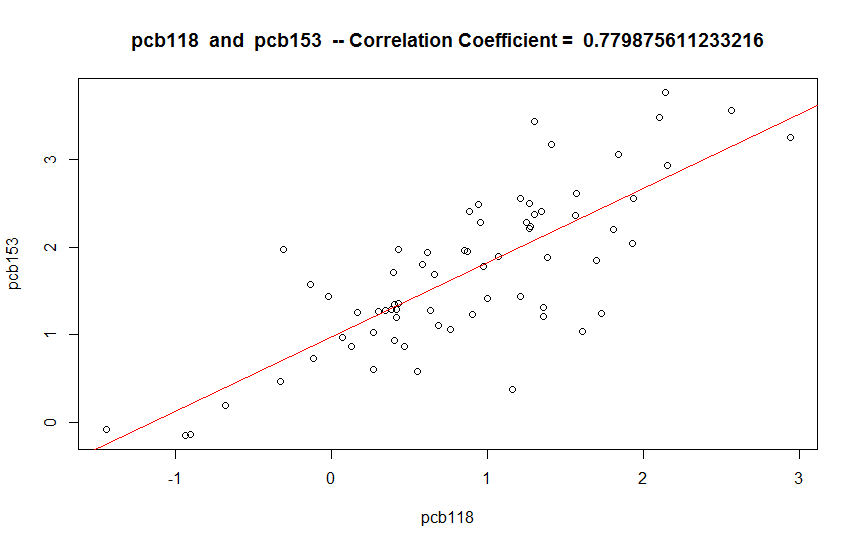 pcb118 and pcb153 -- Correlation Coefficient = 0.779875611233216
3
2
1
0
pcb153
-1 0 1 2 3
pcb118